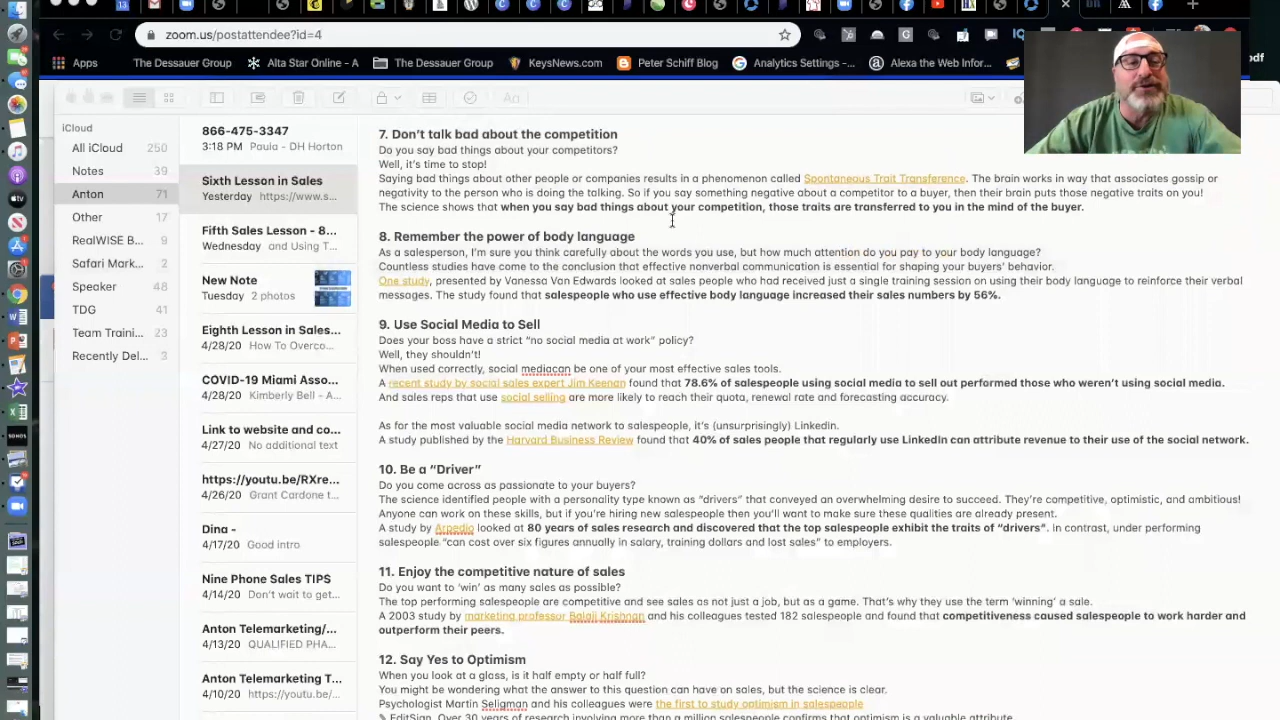 zoom.us/postattendee?id=4
Apps
The Dessauer Group
Alta Star Online - A
The Dessauer Group
KeysNews.com
Peter Schiff Blog
Analytics Settings -...
Alexa the Web Infor...
pdf
iCloud
All iCloud 250
Notes 39
Anton 71
Other 17
RealWISE B... 9
Safari Mark... 2
Speaker 48
TDG 41
Team Traini... 23
Recently Del... 3
866-475-3347
3:18 PM Paula - DH Horton
Sixth Lesson in Sales
Yesterday https://www.s...
Fifth Sales Lesson - 8...
Wednesday and Using T...
New Note
Tuesday 2 photos
Eighth Lesson in Sales...
4/28/20 How To Overco...
COVID-19 Miami Asso...
4/28/20 Kimberly Bell - A...
Link to website and co...
4/27/20 No additional text
https://youtu.be/RXre...
4/26/20 Grant Cardone t...
Dina -
4/17/20 Good intro
Nine Phone Sales TIPS
4/14/20 Don't wait to get...
Anton Telemarketing/...
4/13/20 QUALIFIED PHA...
Anton Telemarketing T...
4/10/20 https://youtu.be/...
7. Don't talk bad about the competition
Do you say bad things about your competitors?
Well, it's time to stop!
Saying bad things about other people or companies results in a phenomenon called Spontaneous Trait Transference. The brain works in way that associates gossip or
negativity to the person who is doing the talking. So if you say something negative about a competitor to a buyer, then their brain puts those negative traits on you!
The science shows that when you say bad things about your competition, those traits are transferred to you in the mind of the buyer.
8. Remember the power of body language
As a salesperson, I'm sure you think carefully about the words you use, but how much attention do you pay to your body language?
Countless studies have come to the conclusion that effective nonverbal communication is essential for shaping your buyers' behavior.
One study, presented by Vanessa Van Edwards looked at sales people who had received just a single training session on using their body language to reinforce their verbal
messages. The study found that salespeople who use effective body language increased their sales numbers by 56%.
9. Use Social Media to Sell
Does your boss have a strict "no social media at work" policy?
Well, they shouldn't!
When used correctly, social mediacan be one of your most effective sales tools.
A recent study by social sales expert Jim Keenan found that 78.6% of salespeople using social media to sell out performed those who weren't using social media.
And sales reps that use social selling are more likely to reach their quota, renewal rate and forecasting accuracy.
As for the most valuable social media network to salespeople, it's (unsurprisingly) LinkedIn.
A study published by the Harvard Business Review found that 40% of sales people that regularly use LinkedIn can attribute revenue to their use of the social network.
10. Be a "Driver"
Do you come across as passionate to your buyers?
The science identified people with a personality type known as "drivers" that conveyed an overwhelming desire to succeed. They're competitive, optimistic, and ambitious!
Anyone can work on these skills, but if you're hiring new salespeople then you'll want to make sure these qualities are already present.
A study by Arpedio looked at 80 years of sales research and discovered that the top salespeople exhibit the traits of "drivers". In contrast, under performing
salespeople "can cost over six figures annually in salary, training dollars and lost sales" to employers.
11. Enjoy the competitive nature of sales
Do you want to 'win' as many sales as possible?
The top performing salespeople are competitive and see sales as not just a job, but as a game. That's why they use the term 'winning' a sale.
A 2003 study by marketing professor Balaji Krishnan and his colleagues tested 182 salespeople and found that competitiveness caused salespeople to work harder and
outperform their peers.
12. Say Yes to Optimism
When you look at a glass, is it half empty or half full?
You might be wondering what the answer to this question can have on sales, but the science is clear.
Psychologist Martin Seligman and his colleagues were the first to study optimism in salespeople
EditSign. Over 30 years of research involving more than a million salespeople confirms that optimism is a valuable attribute